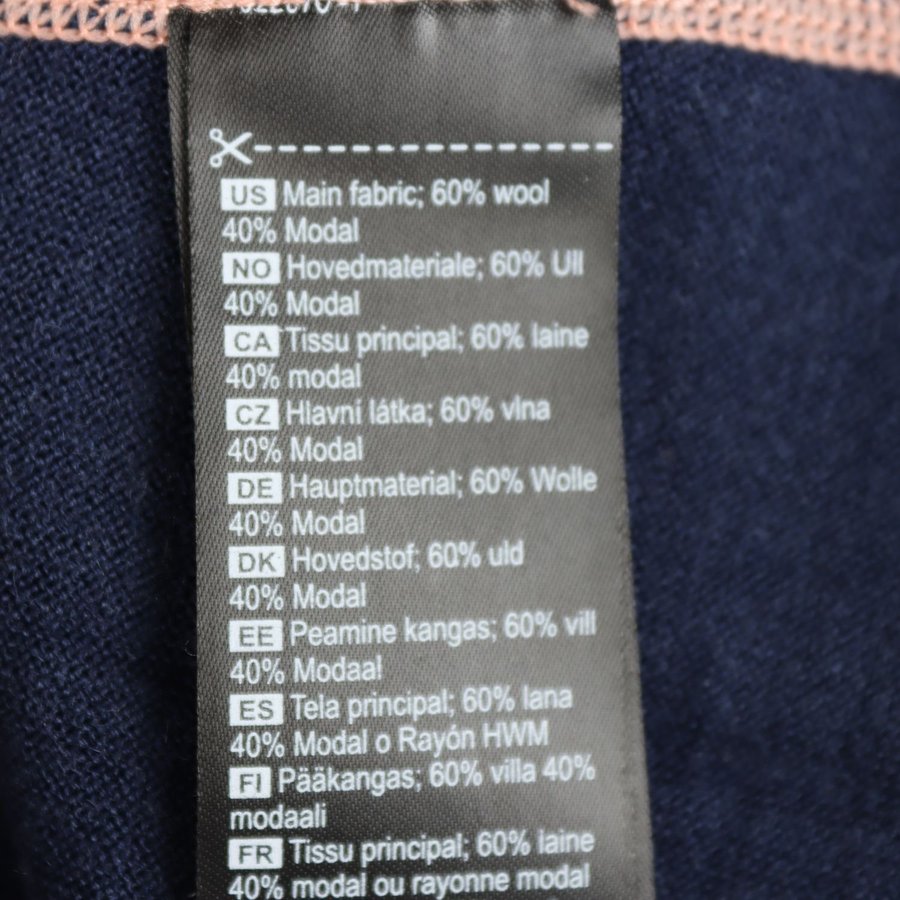 US Main fabric; 60% wool
40% Modal
NO Hovedmateriale; 60% Ull
40% Modal
CA Tissu principal; 60% laine
40% modal
CZ Hlavní látka; 60% vlna
40% Modal
DE Hauptmaterial; 60% Wolle
40% Modal
DK Hovedstof; 60% uld
40% Modal
EE Peamine kangas; 60% vill
40% Modaal
ES Tela principal; 60% lana
40% Modal o Rayón HWM
FI Pääkangas; 60% villa 40%
modaali
FR Tissu principal; 60% laine
40% modal ou rayonne modal